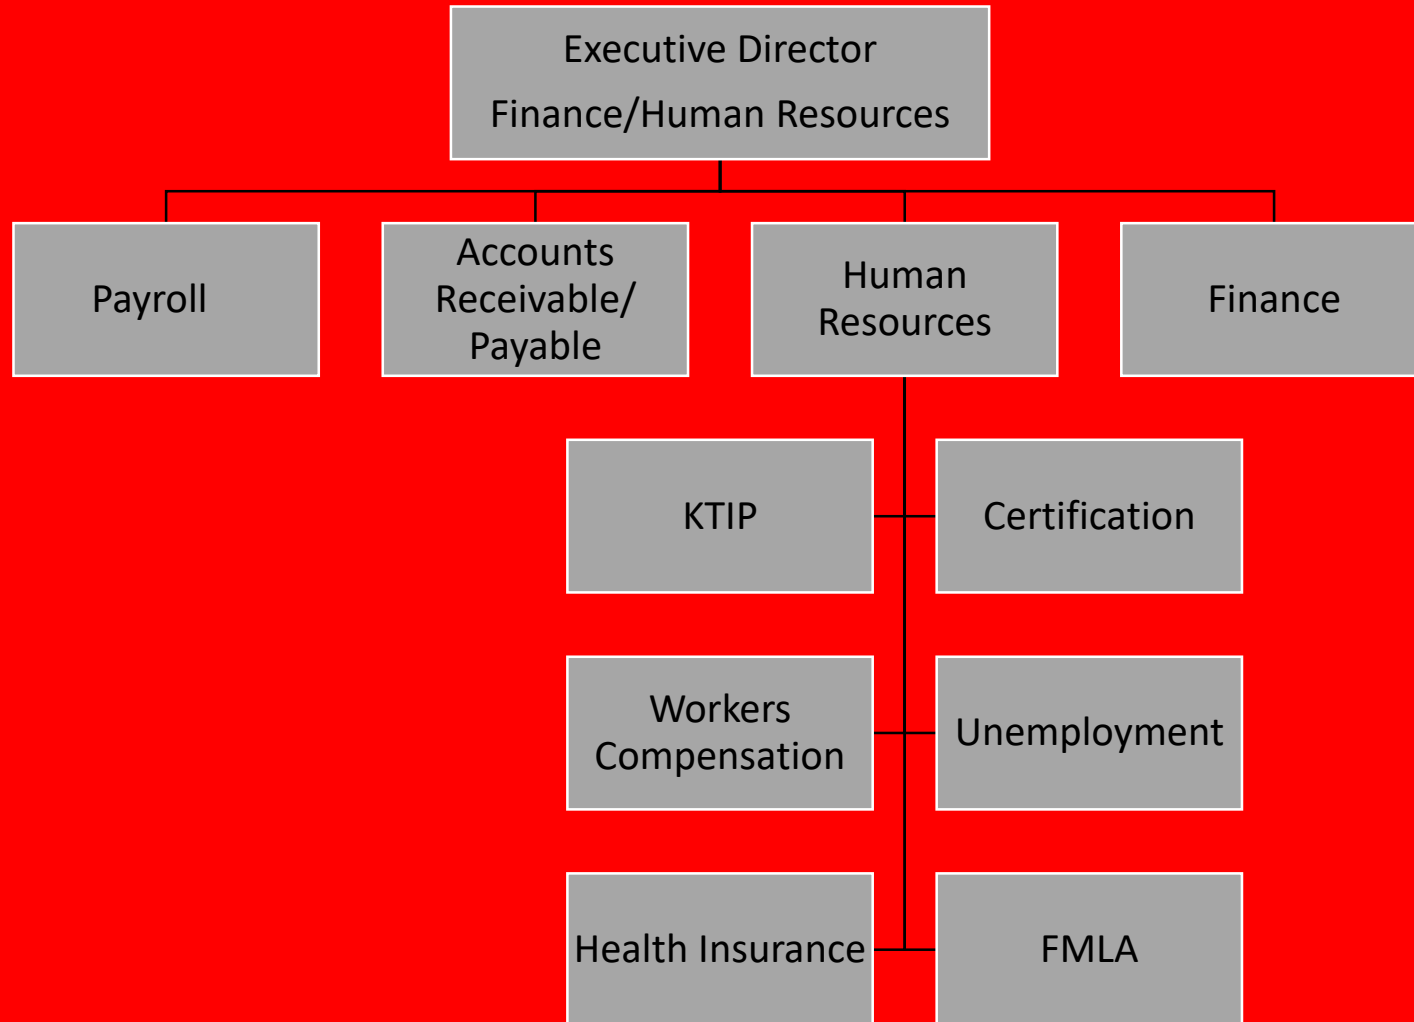 Executive Director
Finance/Human Resources
Payroll
Accounts
Receivable/
Payable
Human
Resources
Finance
KTIP
Certification
Workers
Compensation
Unemployment
Health Insurance
FMLA